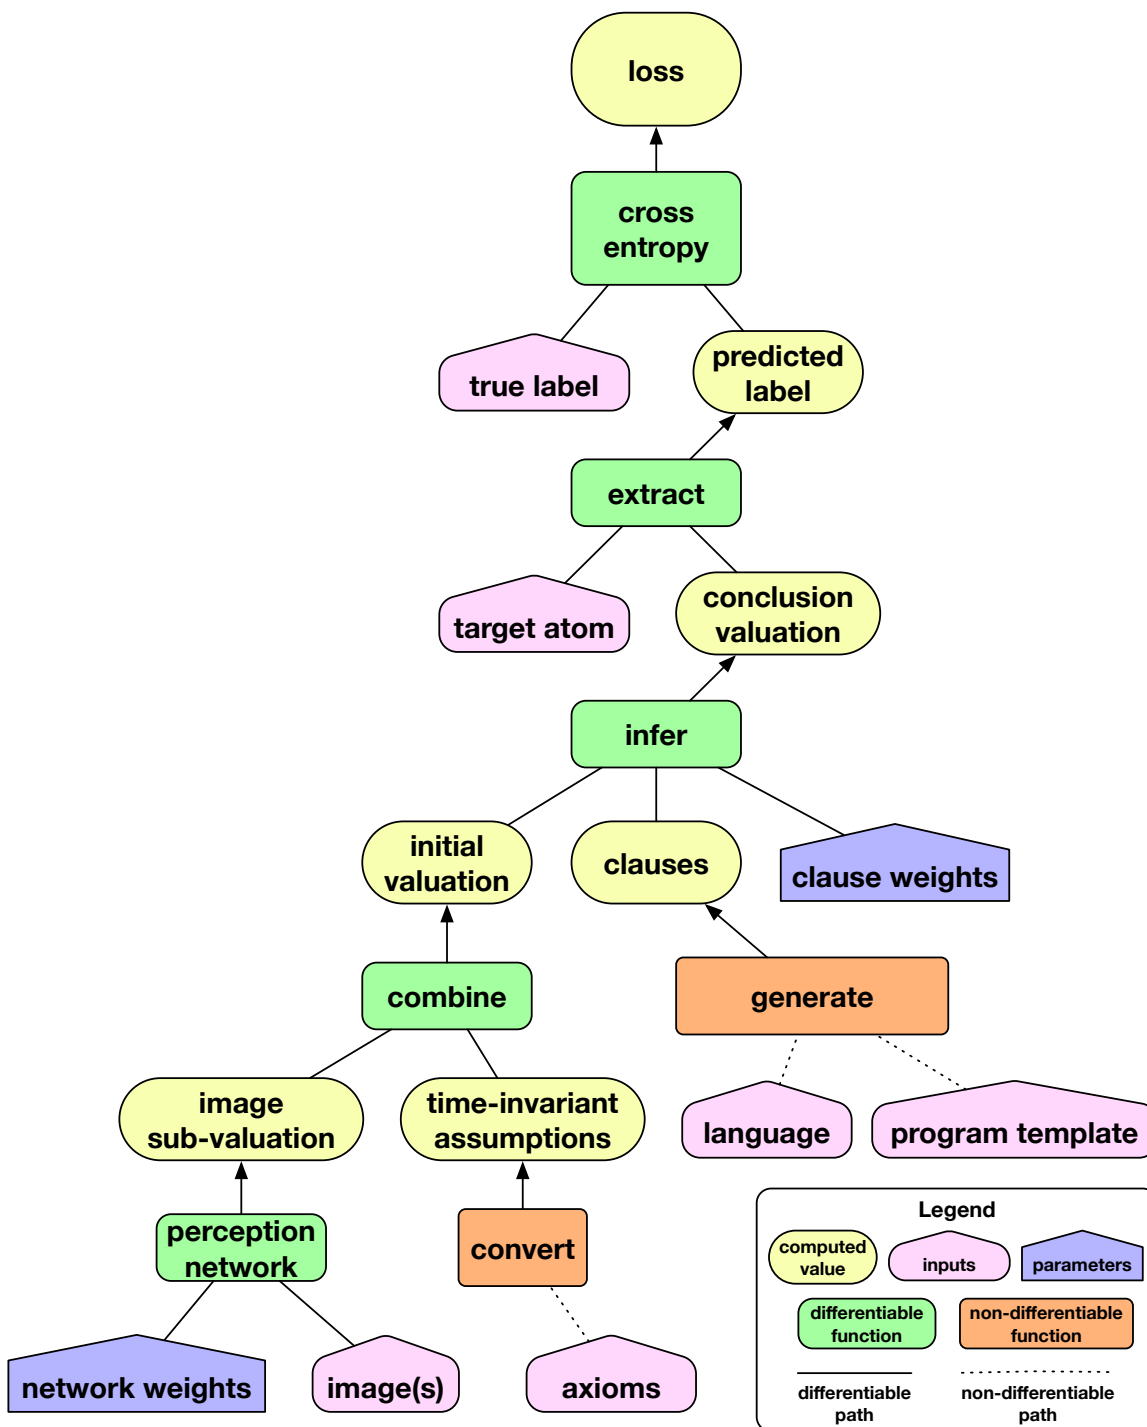 loss
cross
entropy
true label
predicted
label
extract
target atom
conclusion
valuation
infer
initial
valuation
clauses
clause weights
combine
generate
image
sub-valuation
time-invariant
assumptions
language
program template
perception
network
convert
network weights
image(s)
axioms
Legend
computed
value
inputs
parameters
differentiable
function
non-differentiable
function
differentiable
path
non-differentiable
path